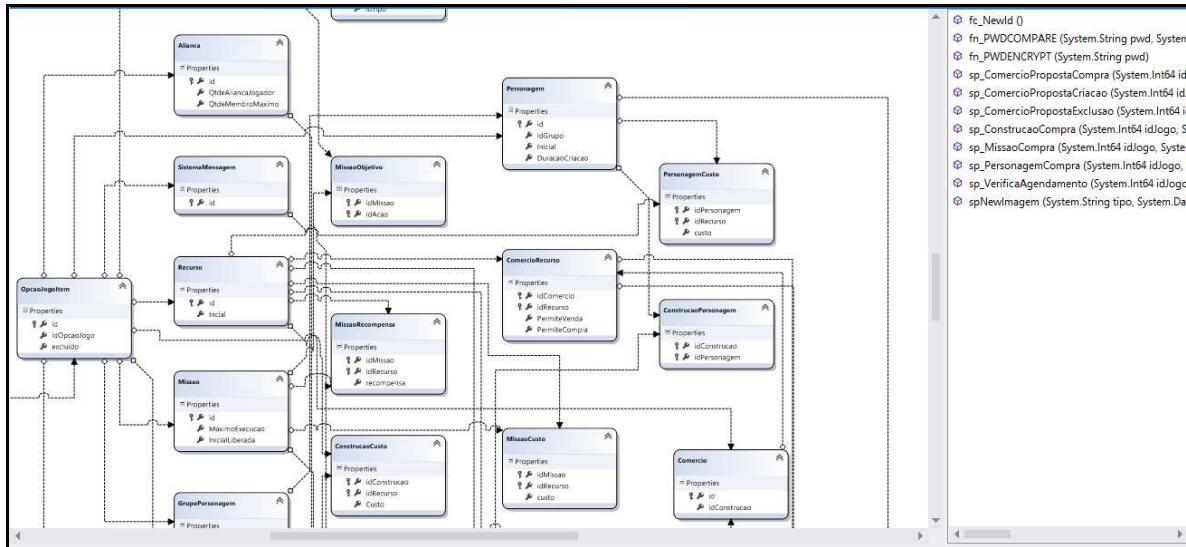 idTipo
Alianca
Properties
id
QtdeAliancaJogador
QtdeMembroMaximo
SistemaMensagem
Properties
id
OpcaoJogoItem
Properties
id
idOpcaoJogo
excluido
Recurso
Properties
id
Incial
Missao
Properties
id
MaximoExecucao
InicialLiberada
GrupoPersonagem
Properties
MissaoObjetivo
Properties
idMissao
idAcao
MissaoRecompensa
Properties
idMissao
idRecurso
recompensa
ConstrucaoCusto
Properties
idConstrucao
idRecurso
Custo
Personagem
Properties
id
idGrupo
Inicial
DuracaoCriacao
ComercioRecurso
Properties
idComercio
idRecurso
PermiteVenda
PermiteCompra
MissaoCusto
Properties
idMissao
idRecurso
custo
PersonagemCusto
Properties
idPersonagem
idRecurso
custo
ConstrucaoPersonagem
Properties
idConstrucao
idPersonagem
Comercio
Properties
id
idConstrucao
fc_NewId ()
fn_PWDCOMPARE (System.String pwd, System
fn_PWDENCRYPT (System.String pwd)
sp_ComercioPropostaCompra (System.Int64 id
sp_ComercioPropostaCriacao (System.Int64 idJ
sp_ComercioPropostaExclusao (System.Int64 i
sp_ConstrucaoCompra (System.Int64 idJogo, S
sp_MissaoCompra (System.Int64 idJogo, Syste
sp_PersonagemCompra (System.Int64 idJogo,
sp_VerificaAgendamento (System.Int64 idJogo
spNewImagem (System.String tipo, System.Da